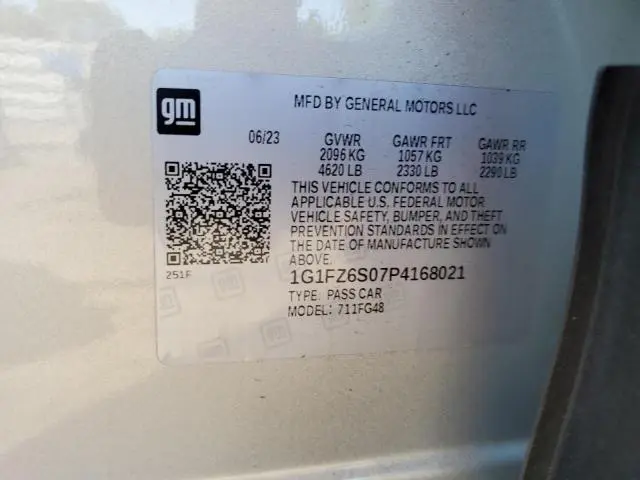 gm
MFD BY GENERAL MOTORS LLC
06/23 GVWR GAWR FRT GAWR RR
2096 KG 1057 KG 1039 KG
4620 LB 2330 LB 2290 LB
THIS VEHICLE CONFORMS TO ALL
APPLICABLE U.S. FEDERAL MOTOR
VEHICLE SAFETY, BUMPER, AND THEFT
PREVENTION STANDARDS IN EFFECT ON
THE DATE OF MANUFACTURE SHOWN
ABOVE.
251F
1G1FZ6S07P4168021
TYPE: PASS CAR
MODEL: 711FG48